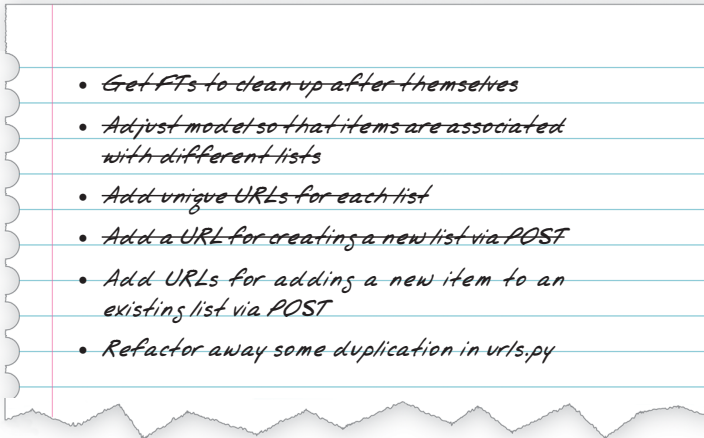 • Get FTs to clean up after themselves
• Adjust model so that items are associated
with different lists
• Add unique URLs for each list
• Add a URL for creating a new list via POST
• Add URLs for adding a new item to an
existing list via POST
• Refactor away some duplication in urls.py